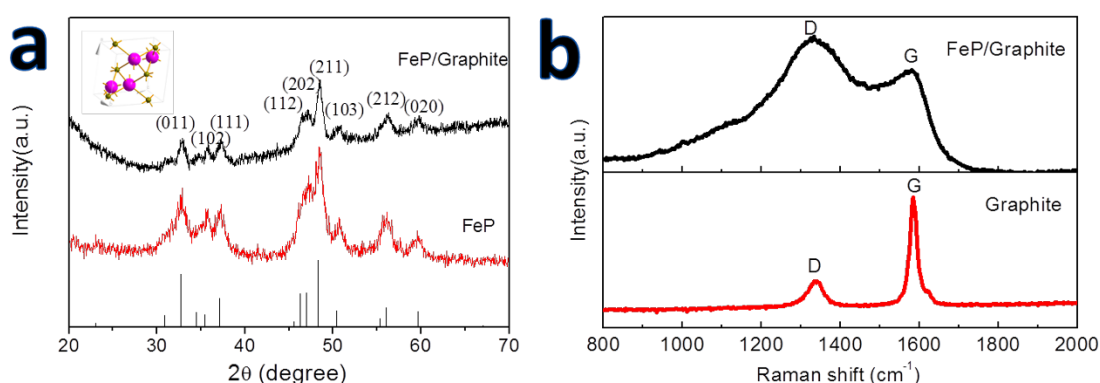 a
FeP/Graphite
(211)
(202)
(112)
(103)
(212)
(020)
(011)
(102)
(111)
FeP
Intensity(a.u.)
20 30 40 50 60 70
2θ (degree)
b
D
FeP/Graphite
G
G
Graphite
D
Intensity(a.u.)
800 1000 1200 1400 1600 1800 2000
Raman shift (cm⁻¹)